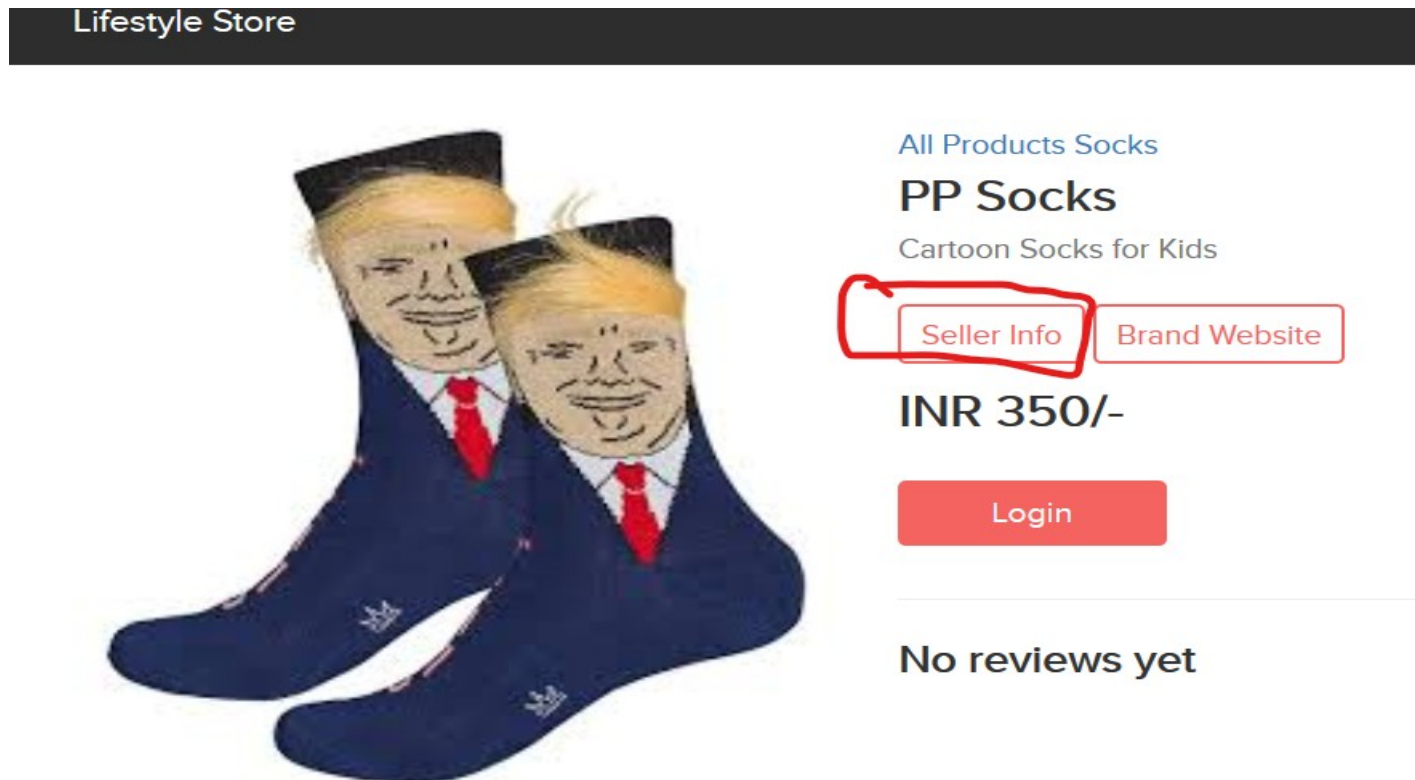 Lifestyle Store
All Products Socks
PP Socks
Cartoon Socks for Kids
Seller Info Brand Website
INR 350/-
Login
No reviews yet